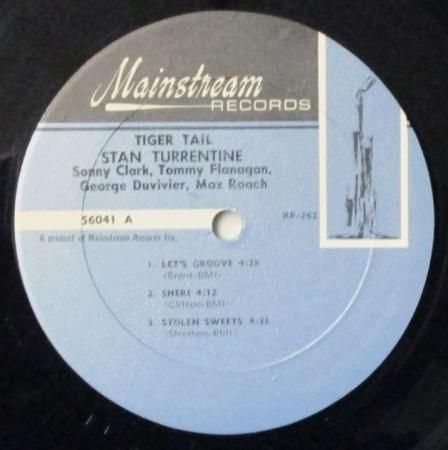 Mainstream
RECORDS
TIGER TAIL
STAN TURRENTINE
Sonny Clark, Tommy Flanagan,
George Duvivier, Max Roach
56041 A
KP-262
A product of Mainstream Records Inc.
1. LET'S GROOVE 4:26
(Brent-BMI)
2. SHERI 4:12
(Clifton-BMI)
3. STOLEN SWEETS 4:36
(Strethen-BMI)